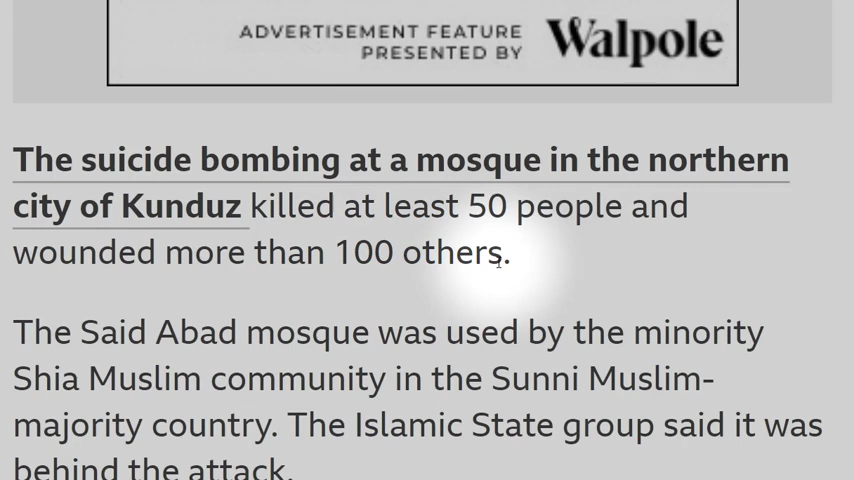 ADVERTISEMENT FEATURE
PRESENTED BY
Walpole
The suicide bombing at a mosque in the northern
city of Kunduz killed at least 50 people and
wounded more than 100 others.
The Said Abad mosque was used by the minority
Shia Muslim community in the Sunni Muslim-
majority country. The Islamic State group said it was
behind the attack.